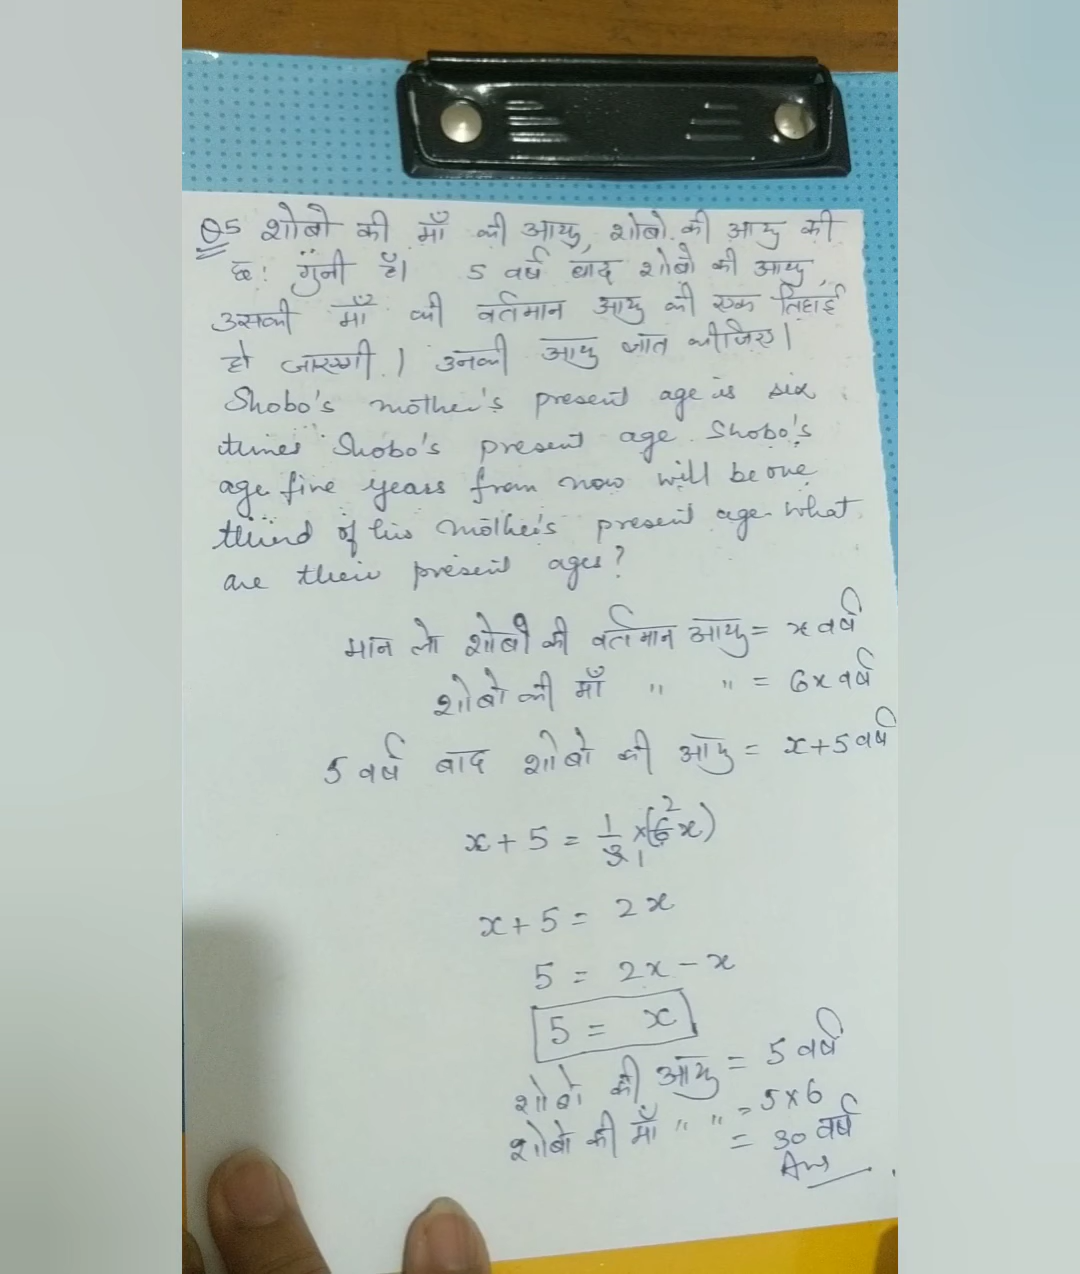 Q5 शोबो की माँ की आयु, शोबो की आयु की
छः गुनी है। 5 वर्ष बाद शोबो की आयु,
उसकी माँ की वर्तमान आयु की एक तिहाई
हो जाएगी। उनकी आयु ज्ञात कीजिए।
Shobo's mother's present age is six
times Shobo's present age. Shobo's
age five years from now will be one
third of his mother's present age. What
are their present ages?
मान लो शोबो की वर्तमान आयु = x वर्ष
शोबो की माँ " " = 6x वर्ष
5 वर्ष बाद शोबो की आयु = x+5 वर्ष
x + 5 = 1/3 1 ×(6 2 x)
x + 5 = 2x
5 = 2x - x
5 = x
शोबो की आयु = 5 वर्ष
शोबो की माँ " " = 5×6
= 30 वर्ष
Ans